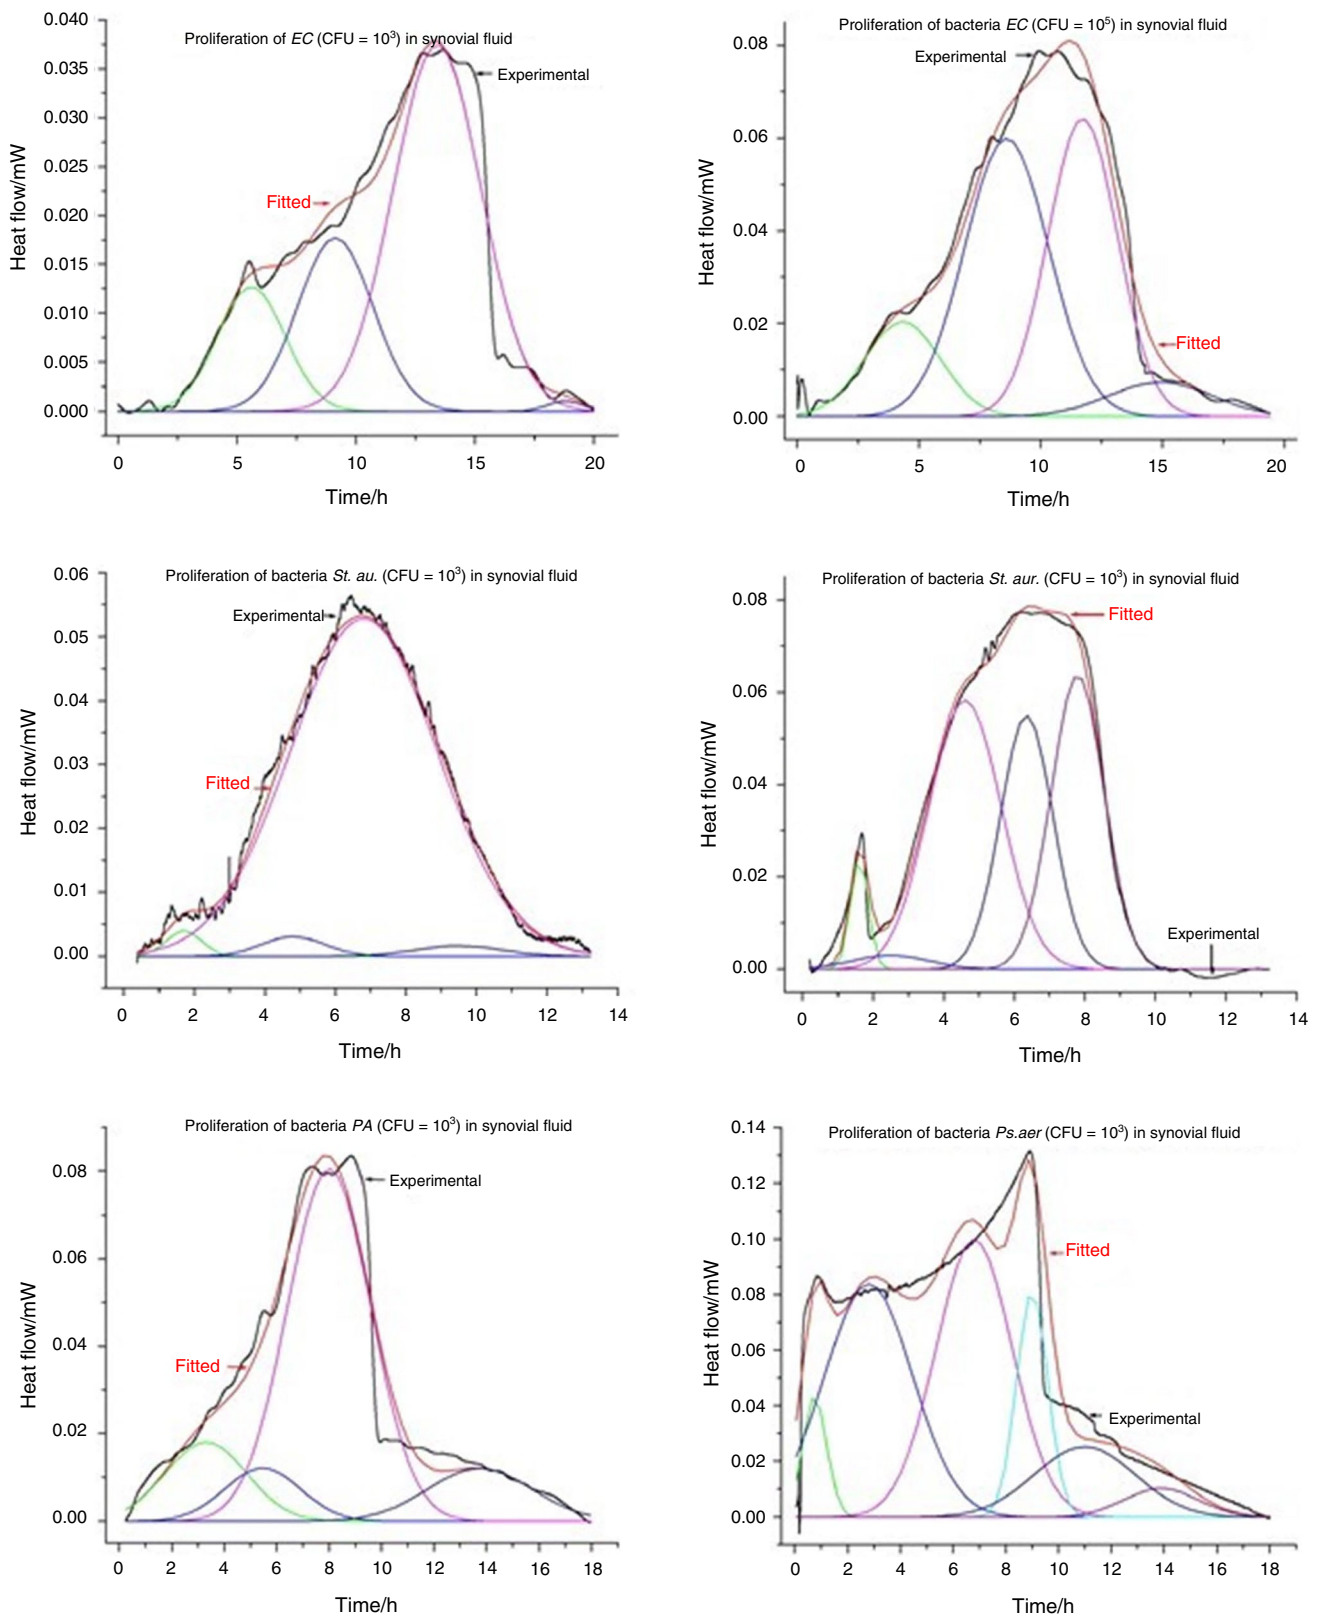 Proliferation of EC (CFU = 10³) in synovial fluid
Heat flow/mW
0.040
0.035
0.030
0.025
0.020
0.015
0.010
0.005
0.000
Experimental
Fitted
0 5 10 15 20
Time/h
Proliferation of bacteria EC (CFU = 10⁵) in synovial fluid
Heat flow/mW
0.08
0.06
0.04
0.02
0.00
Experimental
Fitted
0 5 10 15 20
Time/h
Proliferation of bacteria St. au. (CFU = 10³) in synovial fluid
Heat flow/mW
0.06
0.05
0.04
0.03
0.02
0.01
0.00
Experimental
Fitted
0 2 4 6 8 10 12 14
Time/h
Proliferation of bacteria St. aur. (CFU = 10³) in synovial fluid
Heat flow/mW
0.08
0.06
0.04
0.02
0.00
Fitted
Experimental
0 2 4 6 8 10 12 14
Time/h
Proliferation of bacteria PA (CFU = 10³) in synovial fluid
Heat flow/mW
0.08
0.06
0.04
0.02
0.00
Experimental
Fitted
0 2 4 6 8 10 12 14 16 18
Time/h
Proliferation of bacteria Ps.aer (CFU = 10³) in synovial fluid
Heat flow/mW
0.14
0.12
0.10
0.08
0.06
0.04
0.02
0.00
Fitted
Experimental
0 2 4 6 8 10 12 14 16 18
Time/h